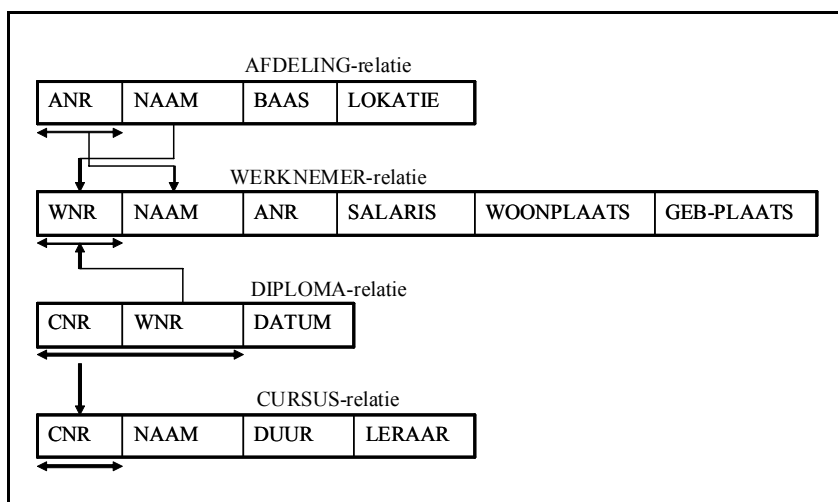 AFDELING-relatie
ANR NAAM BAAS LOKATIE
WERKNEMER-relatie
WNR NAAM ANR SALARIS WOONPLAATS GEB-PLAATS
DIPLOMA-relatie
CNR WNR DATUM
CURSUS-relatie
CNR NAAM DUUR LERAAR